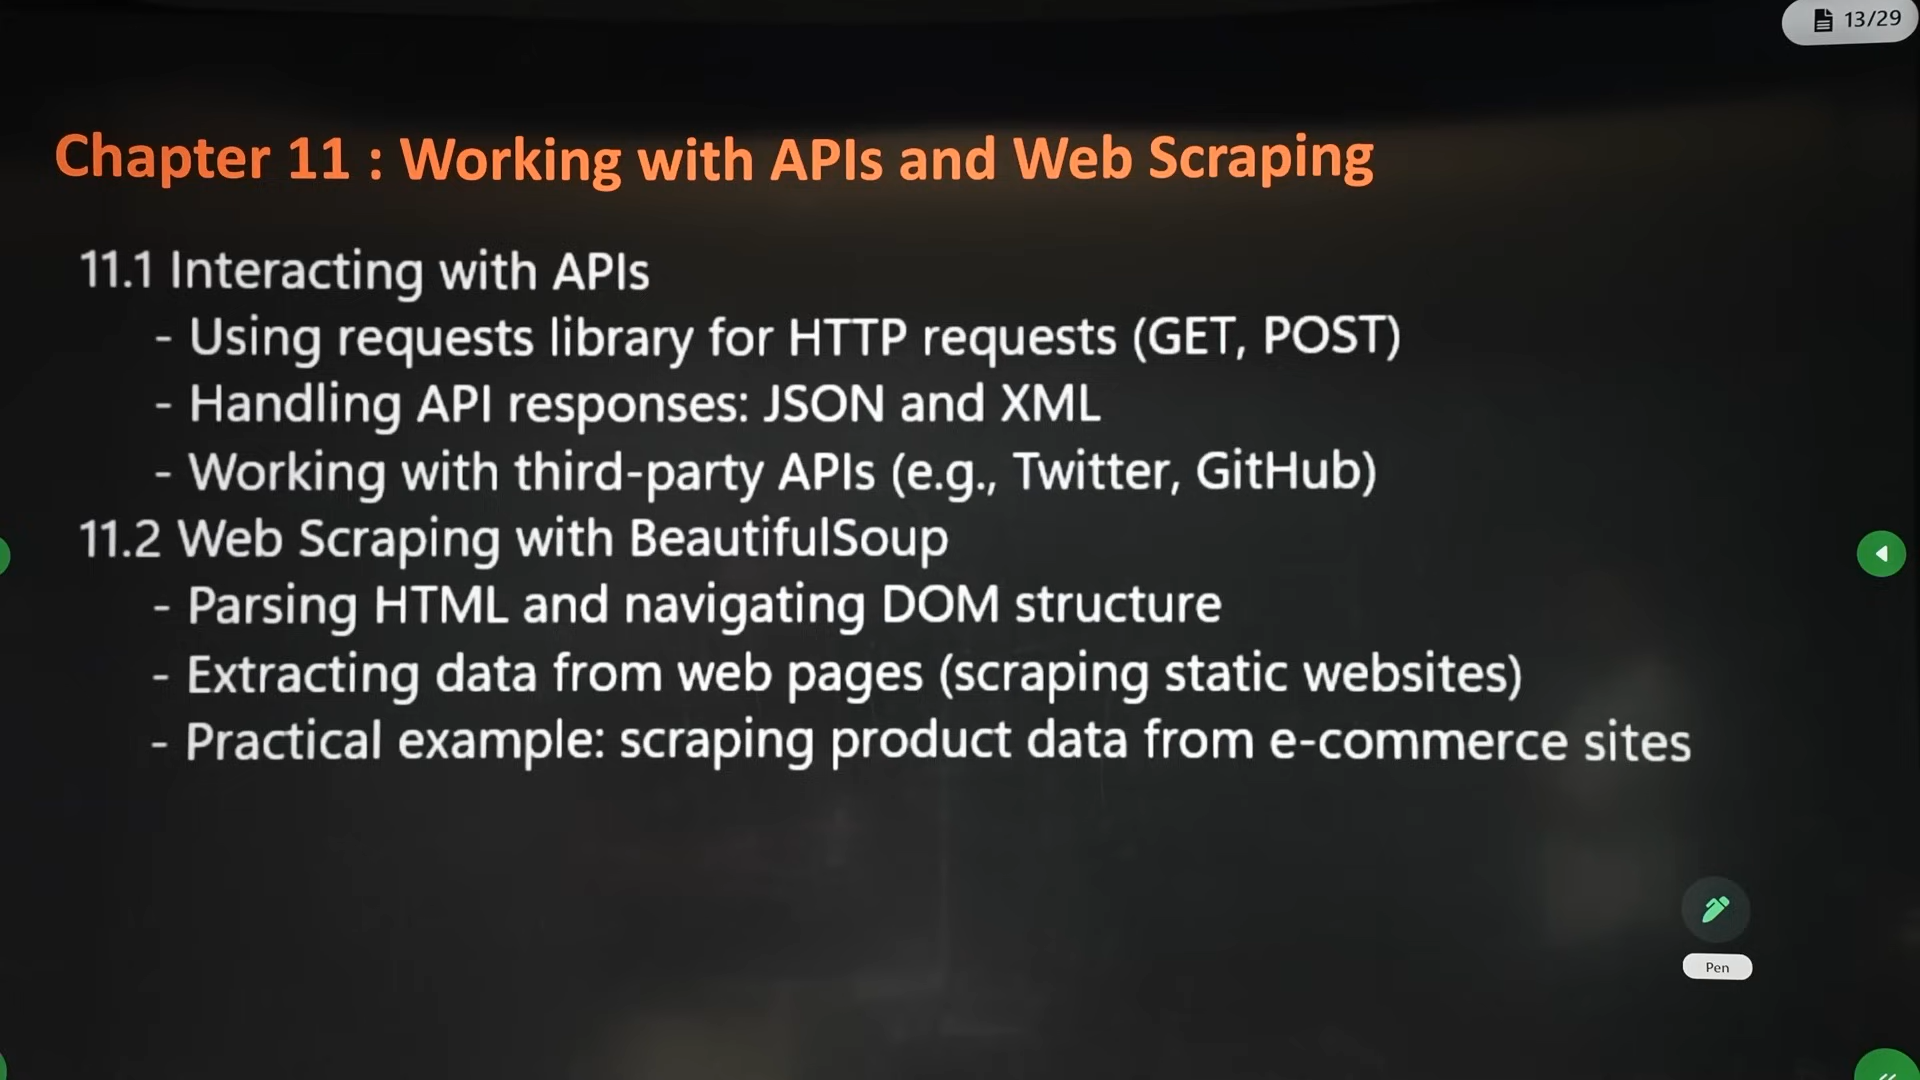 13/29
Chapter 11 : Working with APIs and Web Scraping
11.1 Interacting with APIs
- Using requests library for HTTP requests (GET, POST)
- Handling API responses: JSON and XML
- Working with third-party APIs (e.g., Twitter, GitHub)
11.2 Web Scraping with BeautifulSoup
- Parsing HTML and navigating DOM structure
- Extracting data from web pages (scraping static websites)
- Practical example: scraping product data from e-commerce sites
Pen